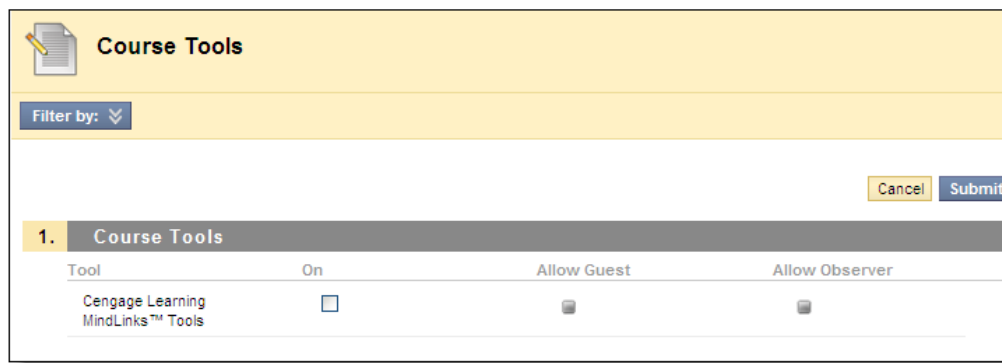 Course Tools
Filter by:
Cancel Submit
1. Course Tools
Tool On Allow Guest Allow Observer
Cengage Learning
MindLinks™ Tools